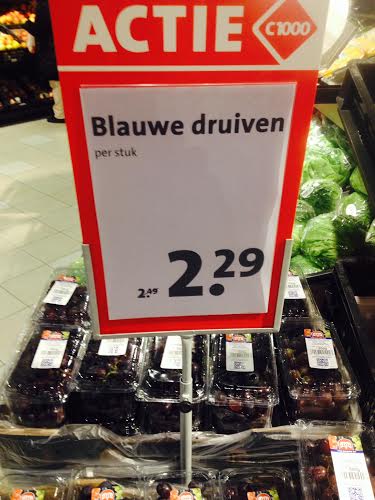 ACTIE C1000
Blauwe druiven
per stuk
2.49 2.29